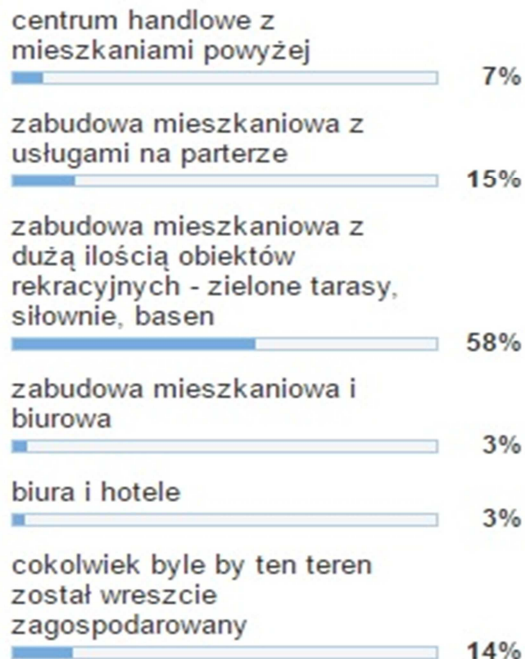 centrum handlowe z
mieszkaniami powyżej
7%
zabudowa mieszkaniowa z
usługami na parterze
15%
zabudowa mieszkaniowa z
dużą ilością obiektów
rekracyjnych - zielone tarasy,
siłownie, basen
58%
zabudowa mieszkaniowa i
biurowa
3%
biura i hotele
3%
cokolwiek byle by ten teren
został wreszcie
zagospodarowany
14%